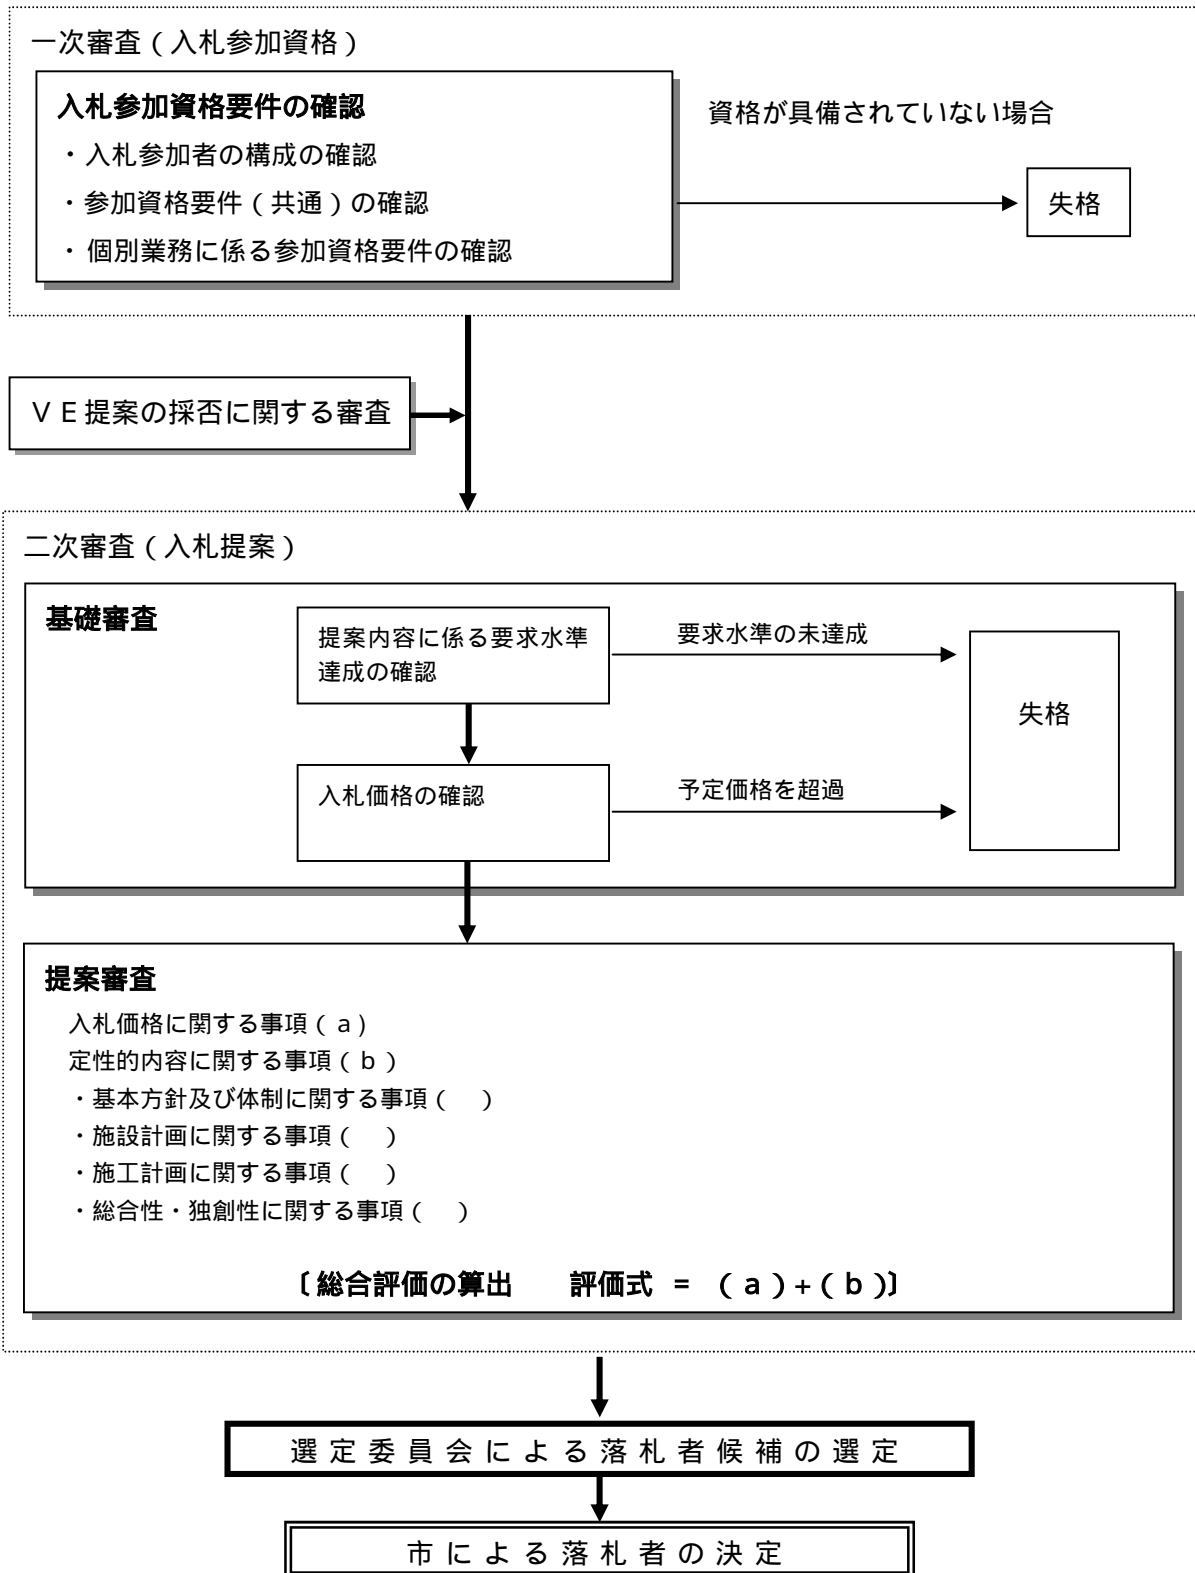 一次審査（入札参加資格）
入札参加資格要件の確認
・入札参加者の構成の確認
・参加資格要件（共通）の確認
・個別業務に係る参加資格要件の確認
資格が具備されていない場合
失格
ＶＥ提案の採否に関する審査
二次審査（入札提案）
基礎審査
提案内容に係る要求水準
達成の確認
要求水準の未達成
失格
入札価格の確認
予定価格を超過
提案審査
入札価格に関する事項（ａ）
定性的内容に関する事項（ｂ）
・基本方針及び体制に関する事項（　）
・施設計画に関する事項（　）
・施工計画に関する事項（　）
・総合性・独創性に関する事項（　）
〔総合評価の算出　　評価式 ＝ （ａ）＋（ｂ）〕
選定委員会による落札者候補の選定
市による落札者の決定